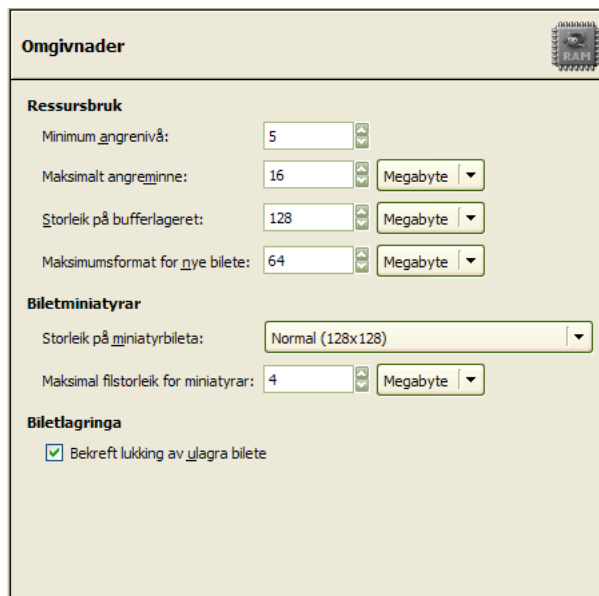 Omgivnader
RAM
Ressursbruk
Minimum angrenivå: 5
Maksimalt angreminne: 16 Megabyte
Storleik på bufferlageret: 128 Megabyte
Maksimumsformat for nye bilete: 64 Megabyte
Biletminiatyrar
Storleik på miniatyrbileta: Normal (128x128)
Maksimal filstorleik for miniatyrar: 4 Megabyte
Biletlagringa
Bekreft lukking av ulagra bilete